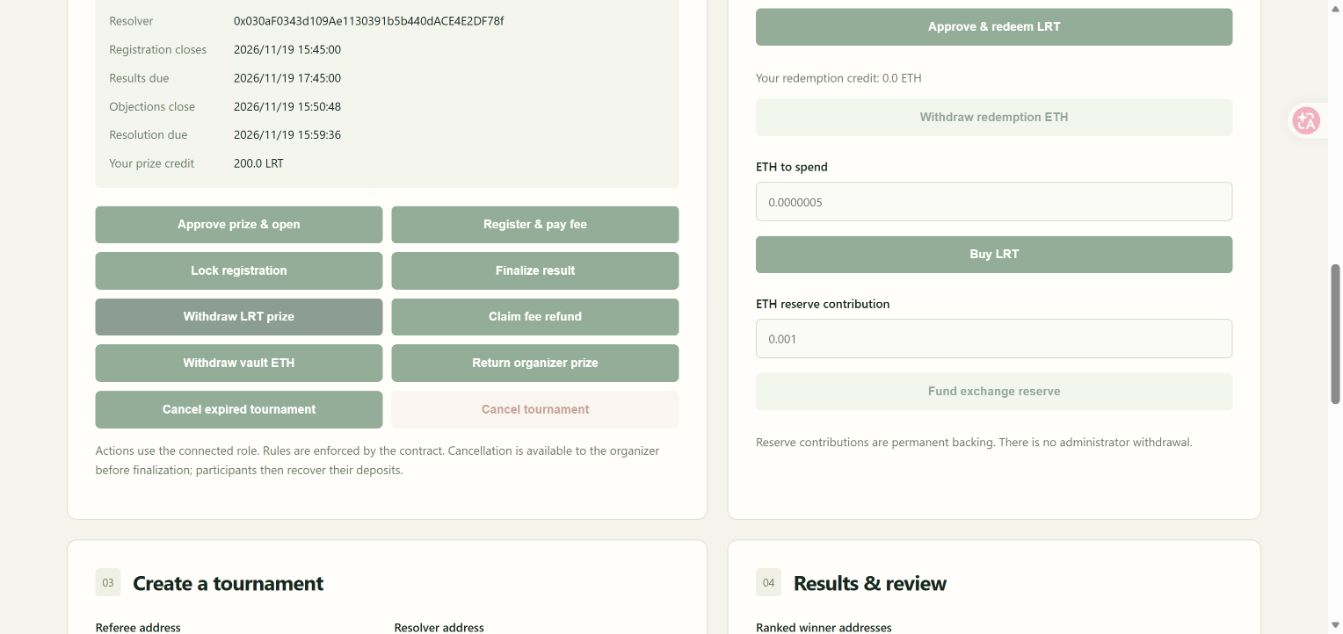 Resolver 0x030aF0343d109Ae1130391b5b440dACE4E2DF78f
Registration closes 2026/11/19 15:45:00
Results due 2026/11/19 17:45:00
Objections close 2026/11/19 15:50:48
Resolution due 2026/11/19 15:59:36
Your prize credit 200.0 LRT
Approve prize & open Register & pay fee
Lock registration Finalize result
Withdraw LRT prize Claim fee refund
Withdraw vault ETH Return organizer prize
Cancel expired tournament Cancel tournament
Actions use the connected role. Rules are enforced by the contract. Cancellation is available to the organizer
before finalization; participants then recover their deposits.
Approve & redeem LRT
Your redemption credit: 0.0 ETH
Withdraw redemption ETH
ETH to spend
0.0000005
Buy LRT
ETH reserve contribution
0.001
Fund exchange reserve
Reserve contributions are permanent backing. There is no administrator withdrawal.
03 Create a tournament
Referee address Resolver address
04 Results & review
Ranked winner addresses